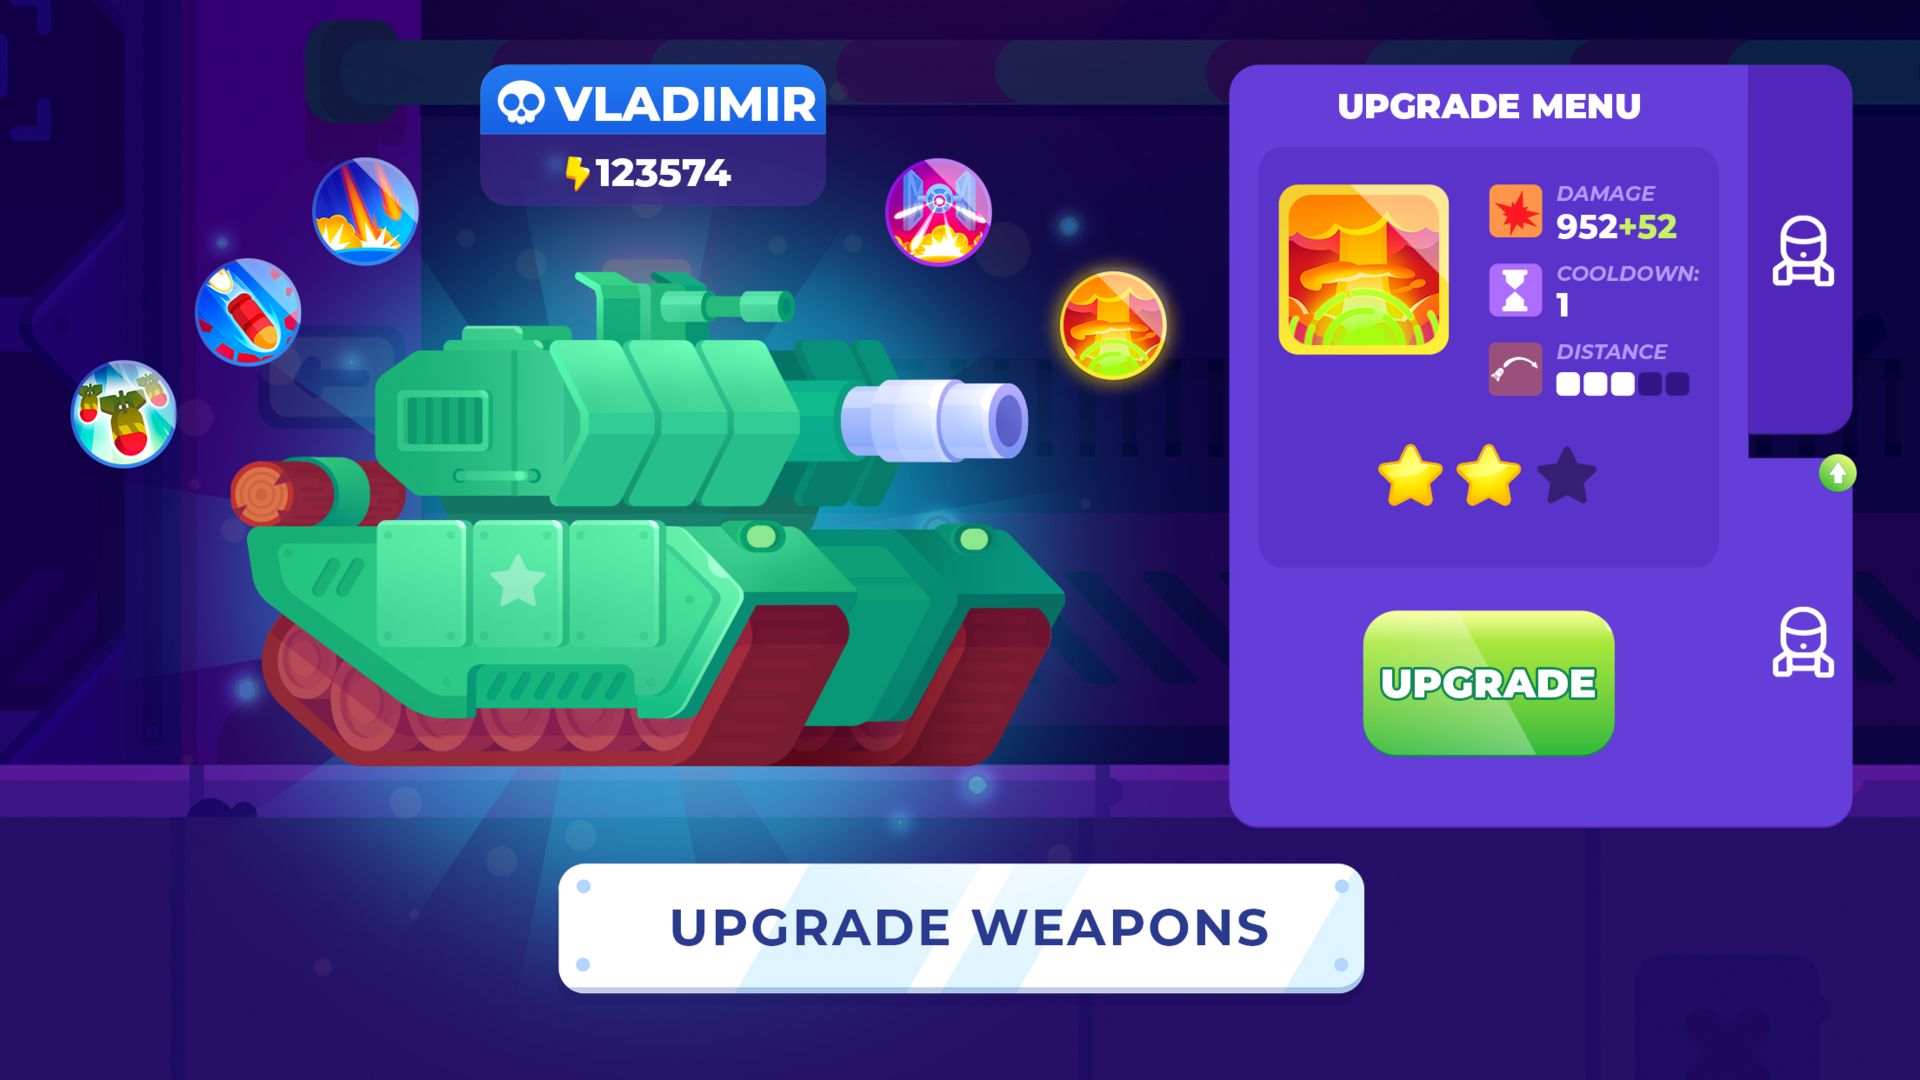 VLADIMIR
123574
UPGRADE MENU
DAMAGE
952+52
COOLDOWN:
1
DISTANCE
UPGRADE
UPGRADE WEAPONS